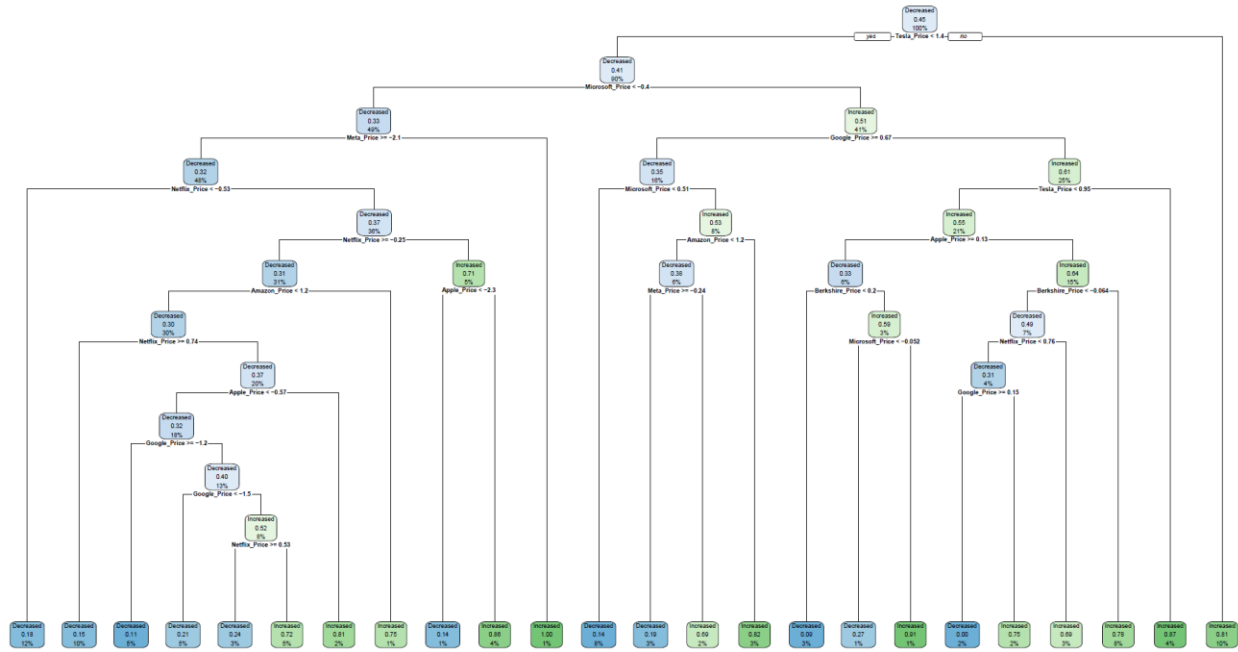 Decreased
0.45
100%
yes Tesla_Price < 1.4 no
Decreased
0.41
90%
Microsoft_Price < −0.4
Decreased
0.33
49%
Meta_Price >= −2.1
Increased
0.51
41%
Google_Price >= 0.67
Decreased
0.32
48%
Netflix_Price < −0.53
Decreased
0.35
16%
Microsoft_Price < 0.51
Increased
0.61
25%
Tesla_Price < 0.95
Decreased
0.37
36%
Netflix_Price >= −0.25
Increased
0.53
6%
Amazon_Price < 1.2
Increased
0.55
21%
Apple_Price >= 0.13
Decreased
0.31
31%
Amazon_Price < 1.2
Increased
0.71
5%
Apple_Price < −2.3
Decreased
0.38
6%
Meta_Price >= −0.24
Decreased
0.33
6%
Berkshire_Price < 0.2
Increased
0.64
15%
Berkshire_Price < −0.064
Decreased
0.30
30%
Netflix_Price >= 0.74
Increased
0.59
3%
Microsoft_Price < −0.052
Decreased
0.49
7%
Netflix_Price < 0.76
Decreased
0.37
20%
Apple_Price < −0.57
Decreased
0.31
4%
Google_Price >= 0.15
Decreased
0.32
18%
Google_Price >= −1.2
Decreased
0.40
13%
Google_Price < −1.5
Increased
0.52
8%
Netflix_Price >= 0.53
Decreased Decreased Decreased Decreased Decreased Increased Increased Increased Decreased Increased Increased Decreased Decreased Increased Increased Decreased Decreased Increased Decreased Increased Increased Increased Increased Increased
0.18 0.15 0.11 0.21 0.24 0.72 0.81 0.75 0.14 0.86 1.00 0.14 0.19 0.69 0.82 0.09 0.27 0.91 0.00 0.75 0.69 0.78 0.87 0.81
12% 10% 5% 5% 3% 5% 2% 1% 1% 4% 1% 8% 3% 2% 3% 3% 1% 1% 2% 2% 3% 8% 4% 10%